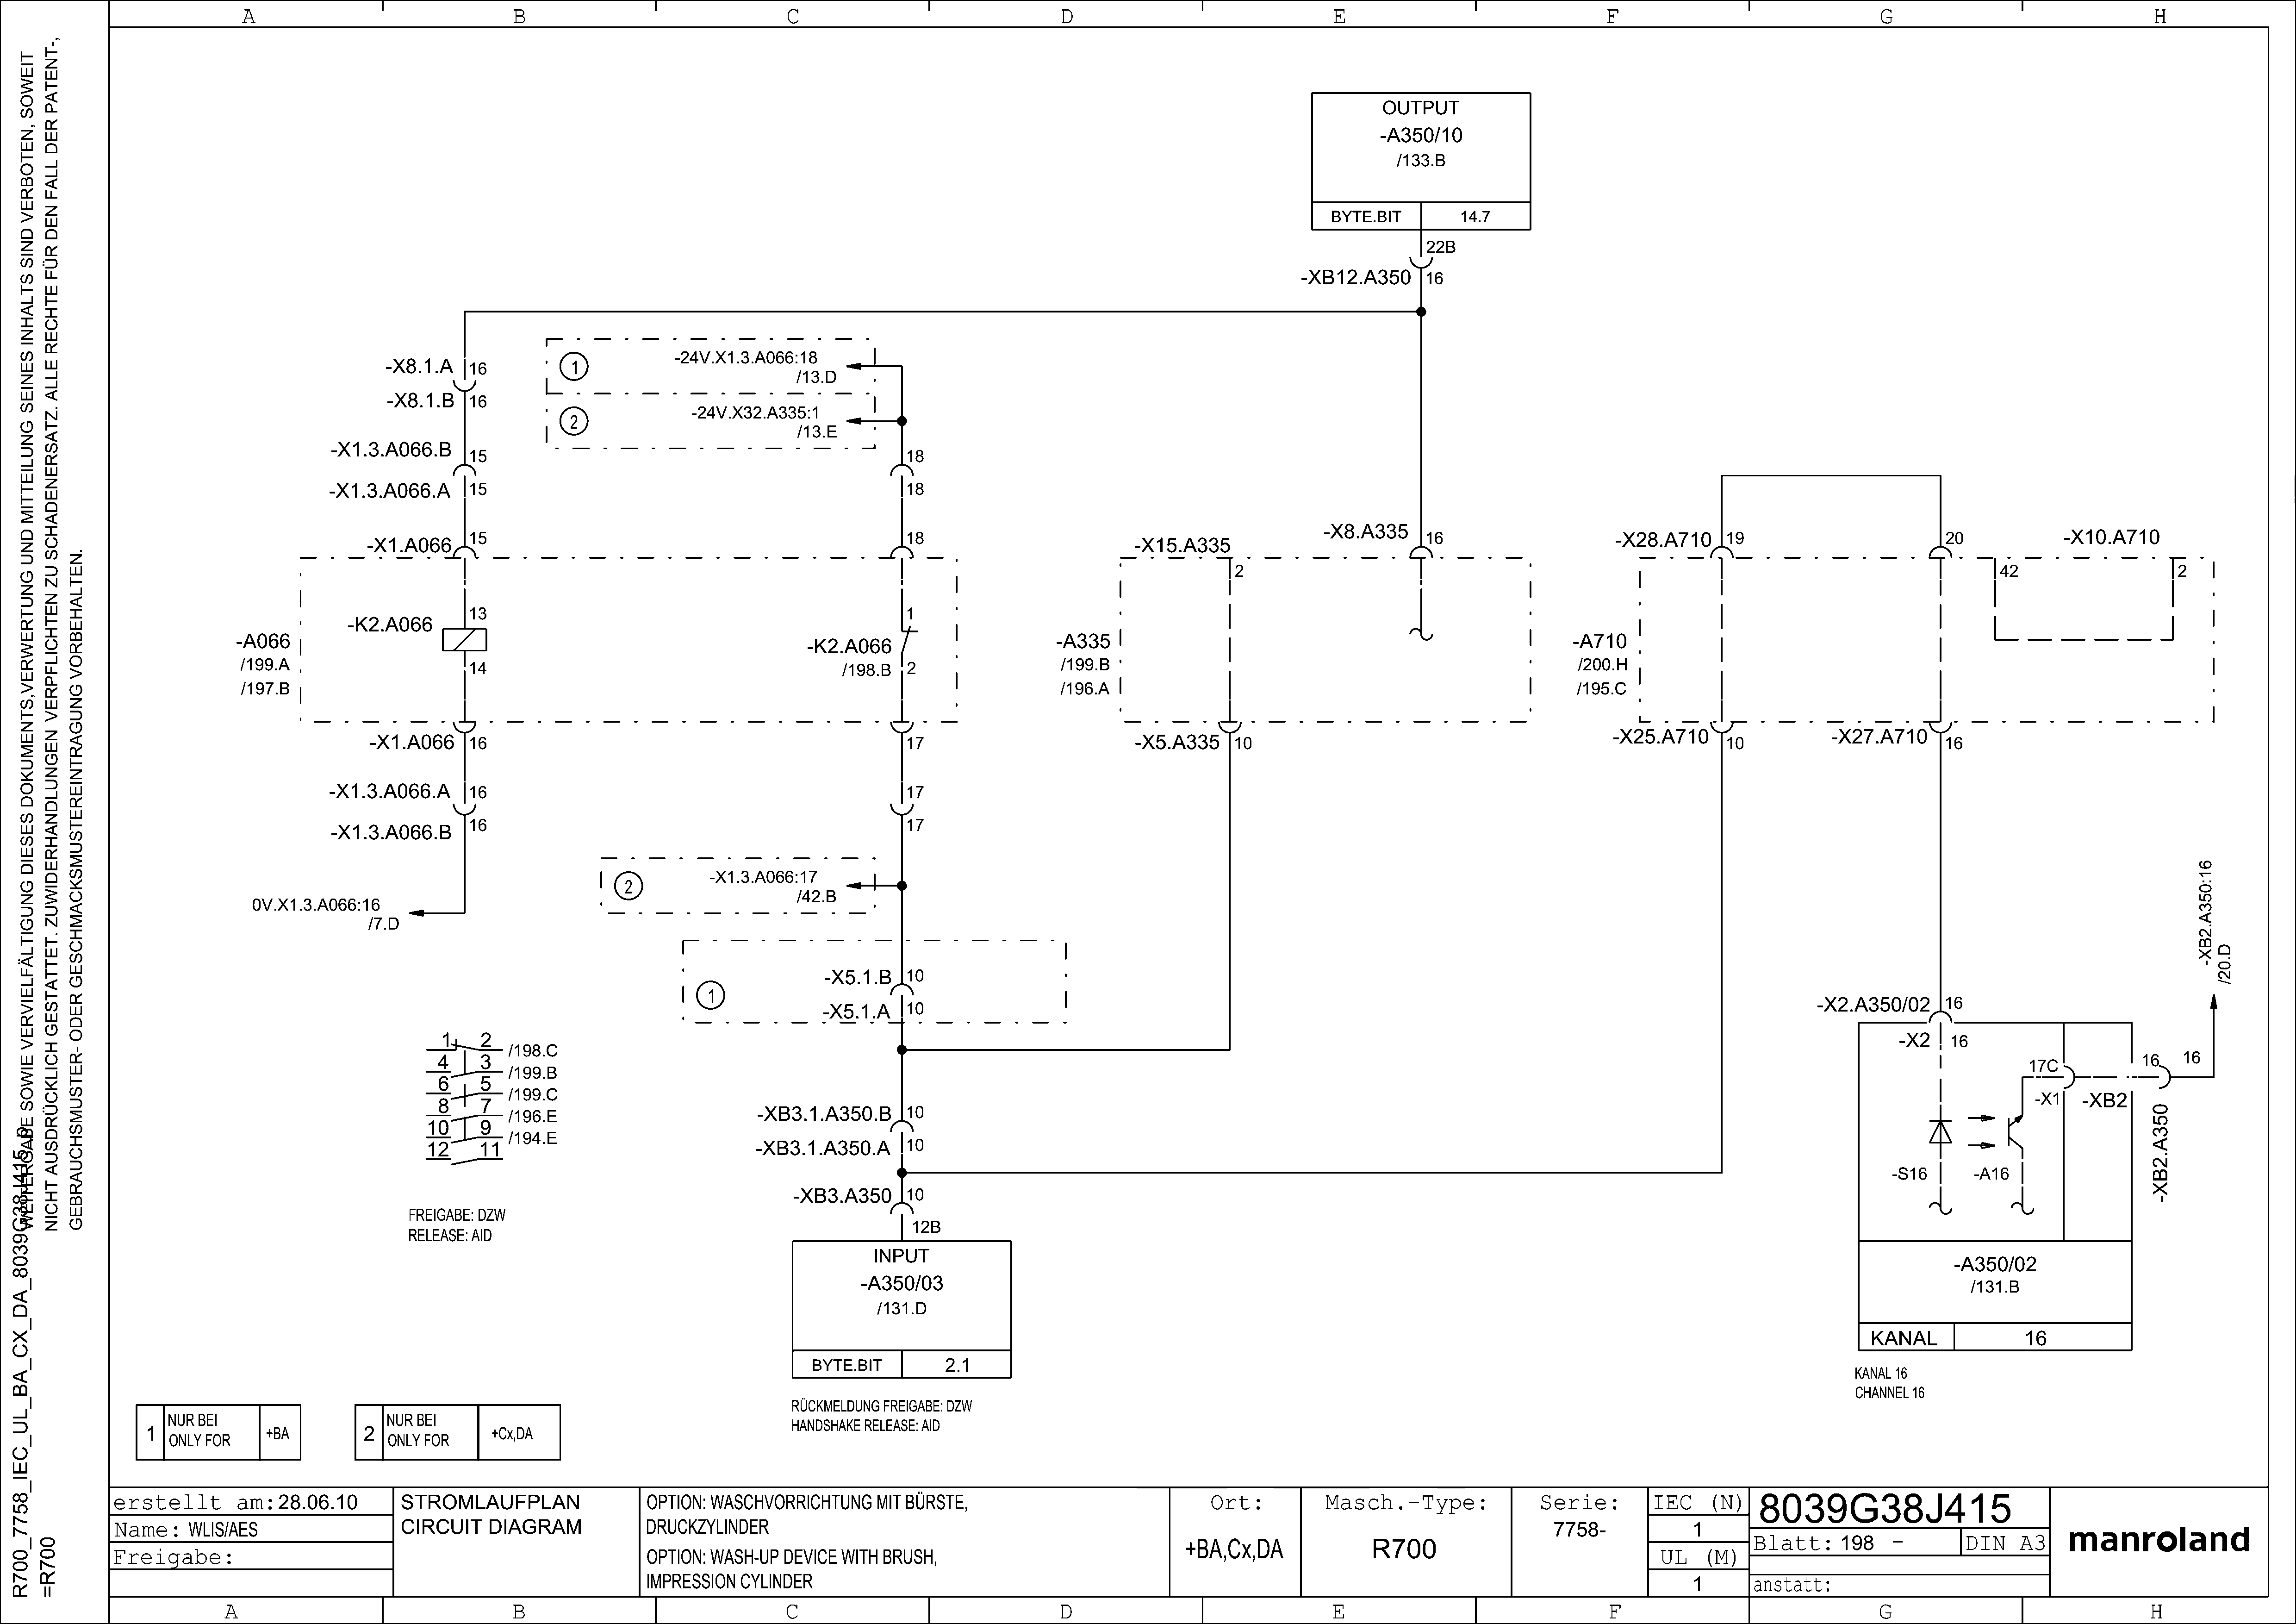 A B C D E F G H
WEITERGABE SOWIE VERVIELFÄLTIGUNG DIESES DOKUMENTS,VERWERTUNG UND MITTEILUNG SEINES INHALTS SIND VERBOTEN, SOWEIT
NICHT AUSDRÜCKLICH GESTATTET. ZUWIDERHANDLUNGEN VERPFLICHTEN ZU SCHADENERSATZ. ALLE RECHTE FÜR DEN FALL DER PATENT-,
GEBRAUCHSMUSTER- ODER GESCHMACKSMUSTEREINTRAGUNG VORBEHALTEN.
R700_7758_IEC_UL_BA_CX_DA_8039G38J415.D
=R700
OUTPUT
-A350/10
/133.B
BYTE.BIT 14.7
22B
-XB12.A350 16
-X8.1.A 16
-X8.1.B 16
-X1.3.A066.B 15
-X1.3.A066.A 15
-X1.A066 15
1 -24V.X1.3.A066:18
/13.D
2 -24V.X32.A335:1
/13.E
18
18
18
-K2.A066 13
14
-A066
/199.A
/197.B
1
-K2.A066
/198.B 2
-X1.A066 16
17
-X1.3.A066.A 16
17
-X1.3.A066.B 16
17
0V.X1.3.A066:16
/7.D
2 -X1.3.A066:17
/42.B
1
-X5.1.B 10
-X5.1.A 10
-X15.A335
2
-X8.A335 16
-A335
/199.B
/196.A
-X5.A335 10
-X28.A710 19
20
-X10.A710
42 2
-A710
/200.H
/195.C
-X25.A710 10
-X27.A710 16
1 2 /198.C
4 3 /199.B
6 5 /199.C
8 7 /196.E
10 9 /194.E
12 11
FREIGABE: DZW
RELEASE: AID
-XB3.1.A350.B 10
-XB3.1.A350.A 10
-XB3.A350 10
12B
INPUT
-A350/03
/131.D
BYTE.BIT 2.1
RÜCKMELDUNG FREIGABE: DZW
HANDSHAKE RELEASE: AID
-XB2.A350:16
/20.D
-X2.A350/02 16
-X2 16
17C 16 16
-X1 -XB2
-XB2.A350
-S16 -A16
-A350/02
/131.B
KANAL 16
KANAL 16
CHANNEL 16
1 NUR BEI
ONLY FOR +BA
2 NUR BEI
ONLY FOR +Cx,DA
erstellt am: 28.06.10
Name: WLIS/AES
Freigabe:
STROMLAUFPLAN
CIRCUIT DIAGRAM
OPTION: WASCHVORRICHTUNG MIT BÜRSTE,
DRUCKZYLINDER
OPTION: WASH-UP DEVICE WITH BRUSH,
IMPRESSION CYLINDER
Ort:
+BA,Cx,DA
Masch.-Type:
R700
Serie:
7758-
IEC (N)
1
UL (M)
1
8039G38J415
Blatt: 198 - DIN A3
anstatt:
manroland
A B C D E F G H